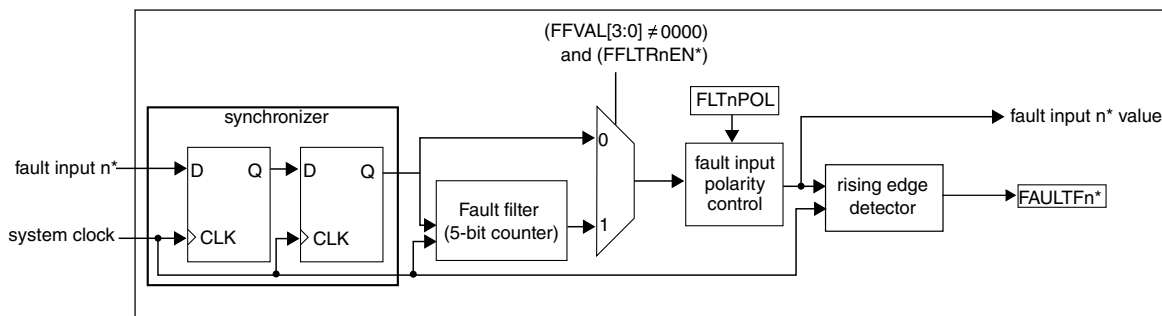 (FFVAL[3:0] ≠ 0000)
and (FFLTRnEN*)
FLTnPOL
synchronizer
fault input n* value
0
fault input n*
D
Q
D
Q
fault input
polarity
control
rising edge
detector
FAULTFn*
Fault filter
(5-bit counter)
1
system clock
CLK
CLK